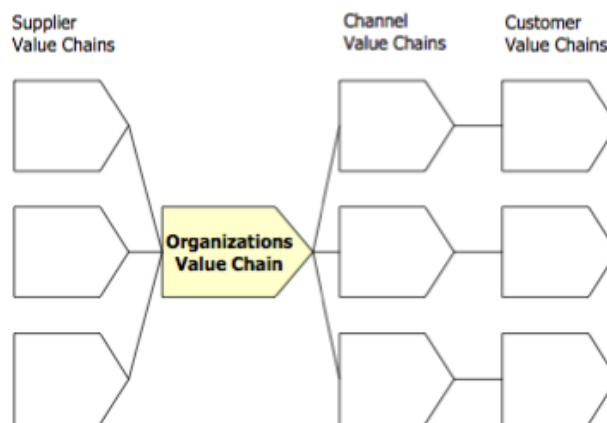 Supplier
Value Chains
Channel
Value Chains
Customer
Value Chains
Organizations
Value Chain